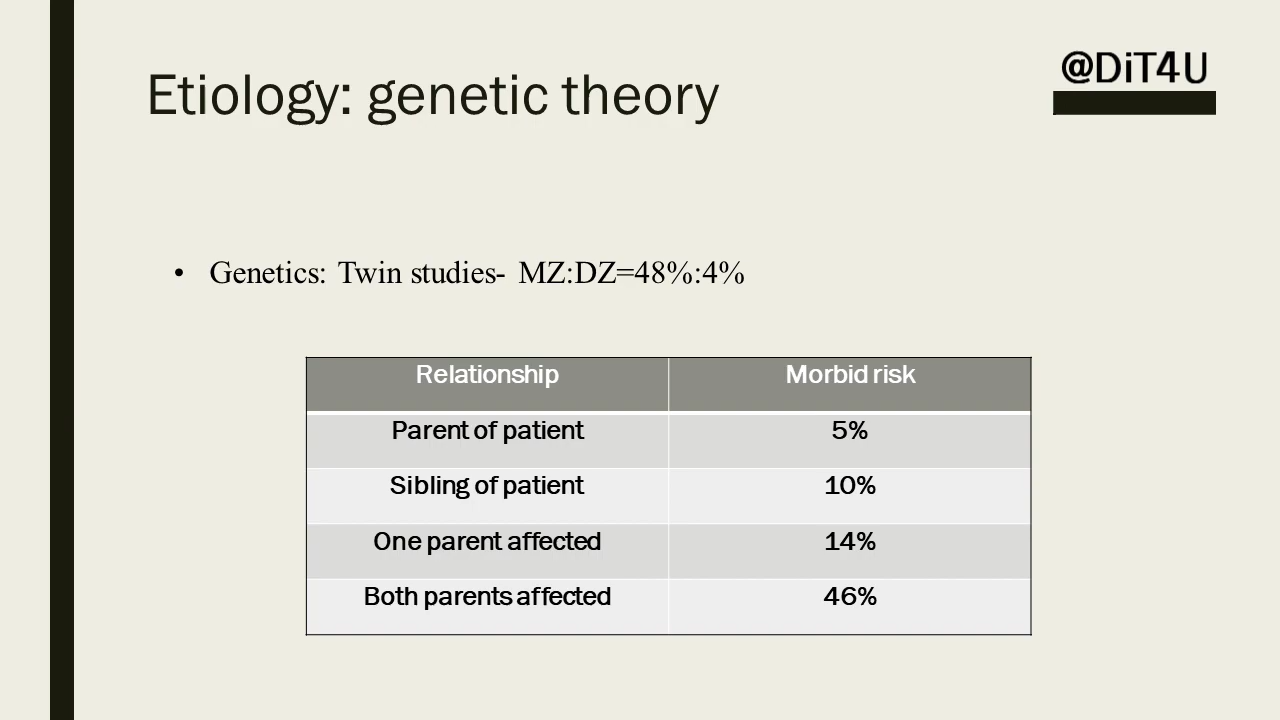 Etiology: genetic theory
@DiT4U
• Genetics: Twin studies- MZ:DZ=48%:4%
Relationship Morbid risk
Parent of patient 5%
Sibling of patient 10%
One parent affected 14%
Both parents affected 46%